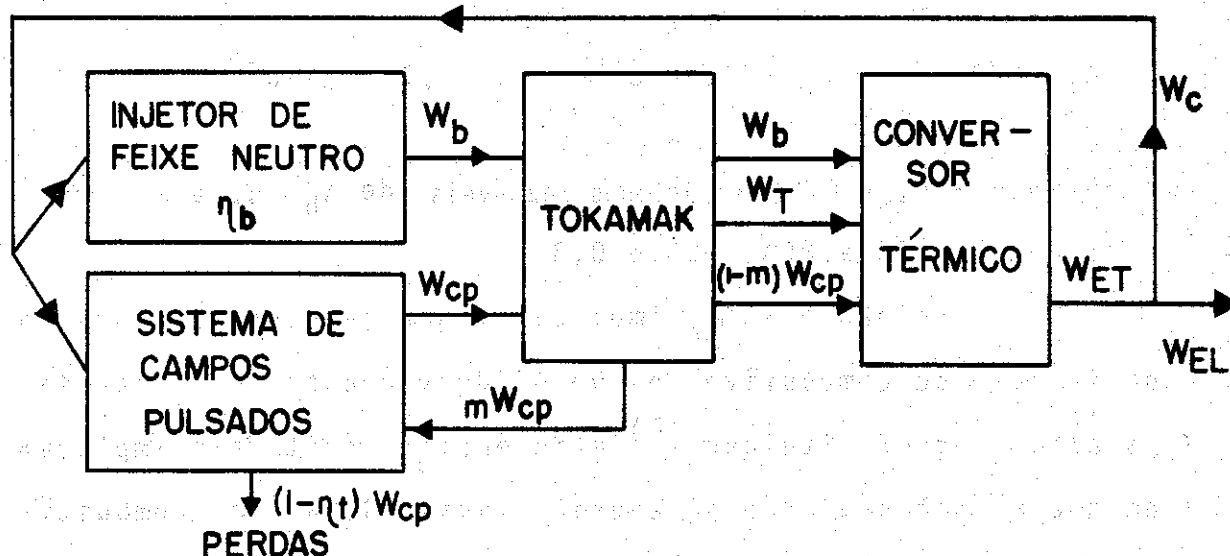 INJETOR DE
FEIXE NEUTRO
ηb
Wb
TOKAMAK
Wb
WT
(1-m) Wcp
CONVER-
SOR
TÉRMICO
Wc
WET
WEL
SISTEMA DE
CAMPOS
PULSADOS
Wcp
mWcp
(1-ηt) Wcp
PERDAS